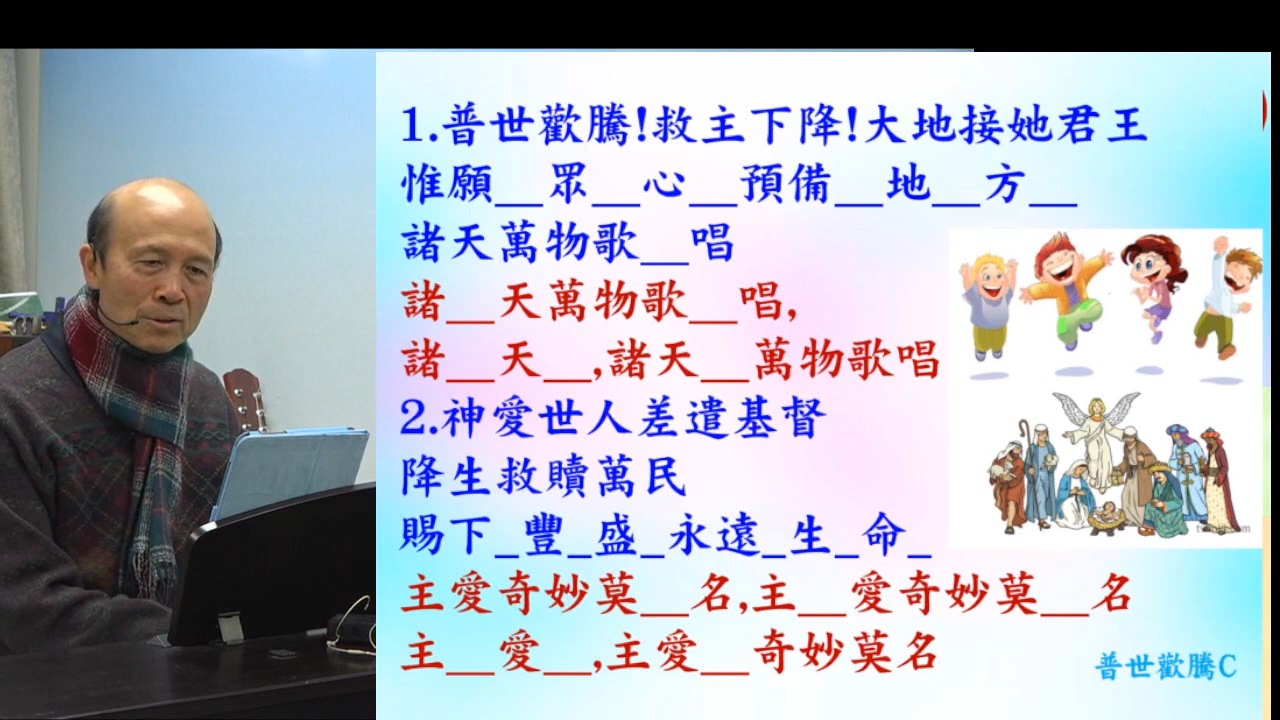 1.普世歡騰!救主下降!大地接她君王
惟願__眾__心__預備__地__方__
諸天萬物歌__唱
諸__天萬物歌__唱,
諸__天__,諸天__萬物歌唱
2.神愛世人差遣基督
降生救贖萬民
賜下_豐_盛_永遠_生_命_
主愛奇妙莫__名,主__愛奇妙莫__名
主__愛__,主愛__奇妙莫名
普世歡騰C